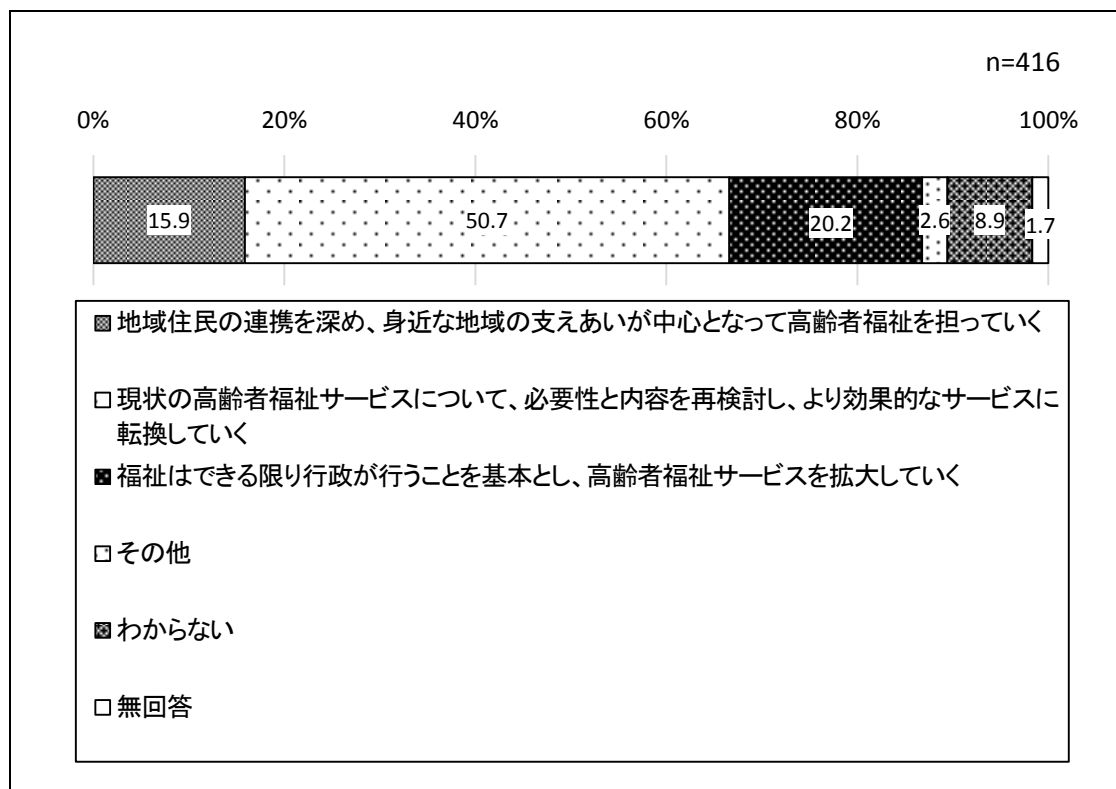 n=416
0% 20% 40% 60% 80% 100%
15.9 50.7 20.2 2.6 8.9 1.7
地域住民の連携を深め、身近な地域の支えあいが中心となって高齢者福祉を担っていく
現状の高齢者福祉サービスについて、必要性と内容を再検討し、より効果的なサービスに
転換していく
福祉はできる限り行政が行うことを基本とし、高齢者福祉サービスを拡大していく
その他
わからない
無回答